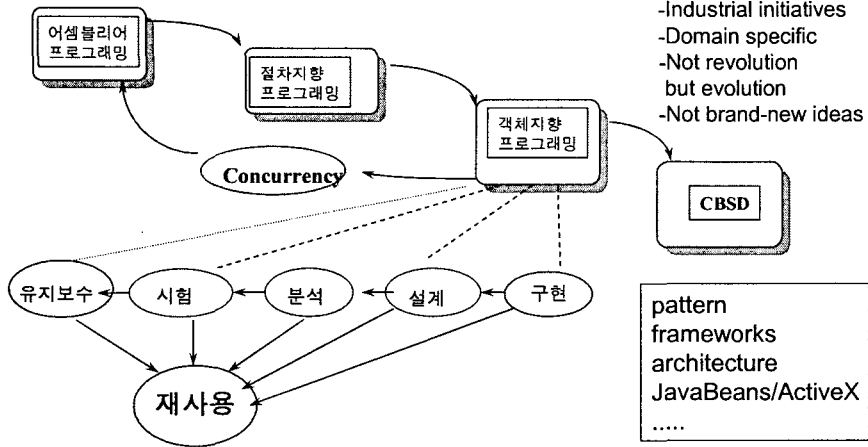 -Industrial initiatives
-Domain specific
-Not revolution
but evolution
-Not brand-new ideas
어셈블리어
프로그래밍
절차지향
프로그래밍
객체지향
프로그래밍
Concurrency
CBSD
유지보수
시험
분석
설계
구현
재사용
pattern
frameworks
architecture
JavaBeans/ActiveX
.....